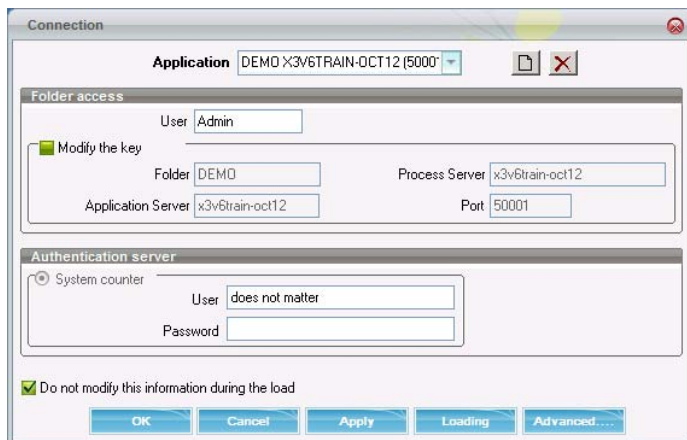 Connection
Application DEMO X3V6TRAIN-OCT12 (5000
Folder access
User Admin
Modify the key
Folder DEMO Process Server x3v6train-oct12
Application Server x3v6train-oct12 Port 50001
Authentication server
System counter
User does not matter
Password
Do not modify this information during the load
OK Cancel Apply Loading Advanced....